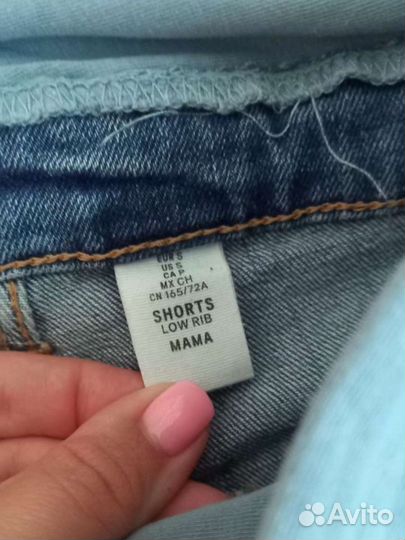 EUR S
US S
CA P
MX CH
CN 165/72A
SHORTS
LOW RIB
MAMA
Avito